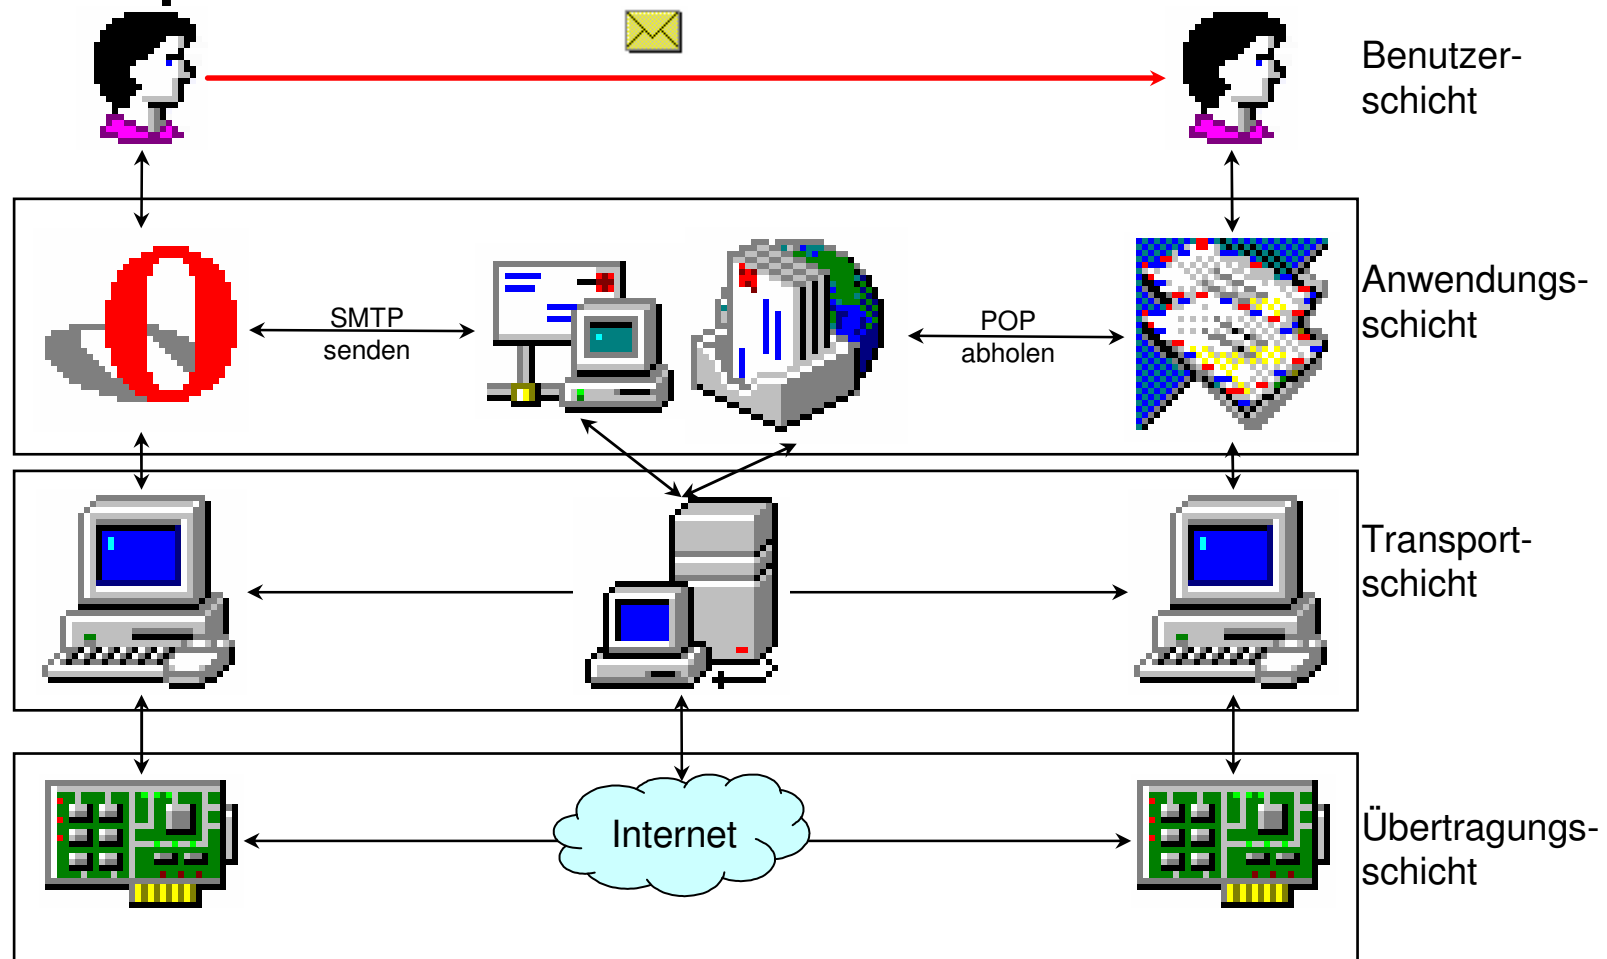 Benutzer-
schicht
Anwendungs-
schicht
SMTP
senden
POP
abholen
Transport-
schicht
Internet
Übertragungs-
schicht